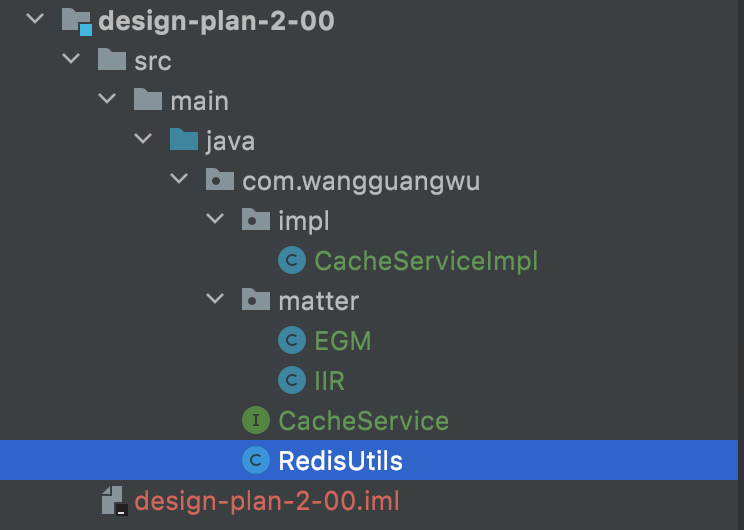 design-plan-2-00
src
main
java
com.wangguangwu
impl
C CacheServiceImpl
matter
C EGM
C IIR
I CacheService
C RedisUtils
design-plan-2-00.iml